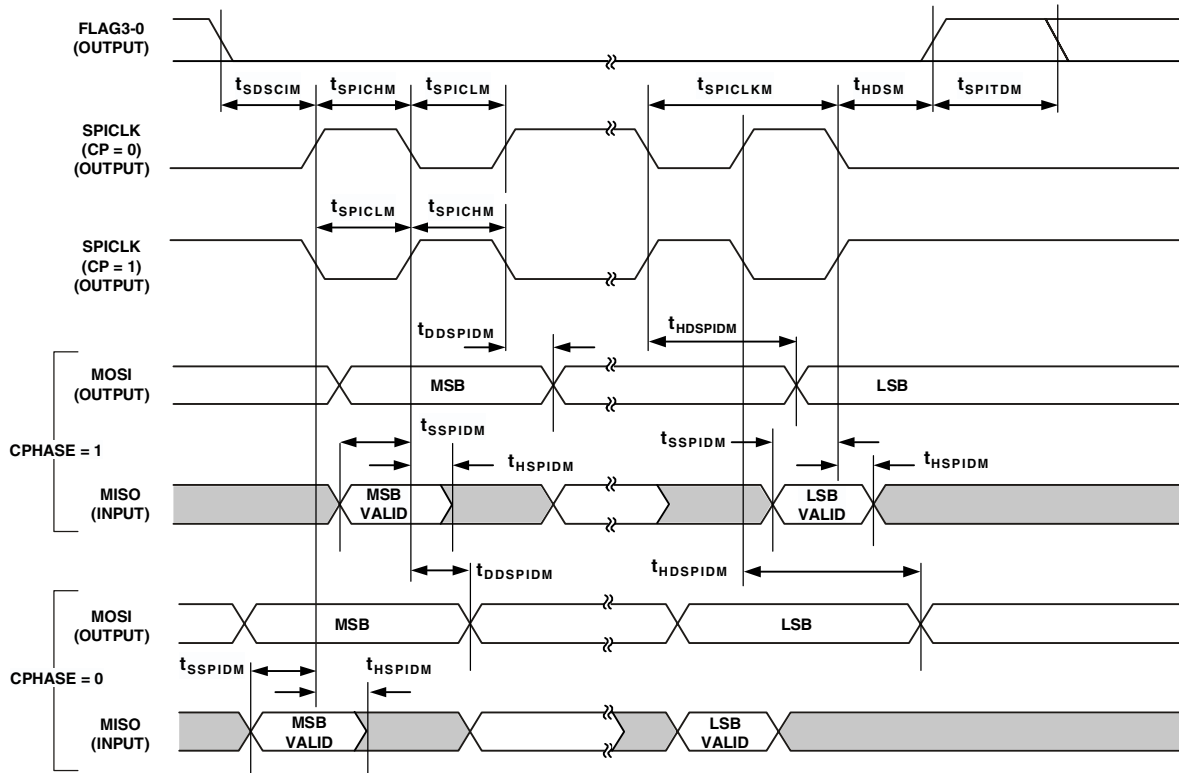 FLAG3-0
(OUTPUT)
tSDSCIM
tSPICHM
tSPICLM
tSPICLKM
tHDSM
tSPITDM
SPICLK
(CP = 0)
(OUTPUT)
tSPICLM
tSPICHM
SPICLK
(CP = 1)
(OUTPUT)
tDDSPIDM
tHDSPIDM
CPHASE = 1
MOSI
(OUTPUT)
MSB
LSB
tSSPIDM
tHSPIDM
tSSPIDM
tHSPIDM
MISO
(INPUT)
MSB
VALID
LSB
VALID
tDDSPIDM
tHDSPIDM
CPHASE = 0
MOSI
(OUTPUT)
MSB
LSB
tSSPIDM
tHSPIDM
MISO
(INPUT)
MSB
VALID
LSB
VALID